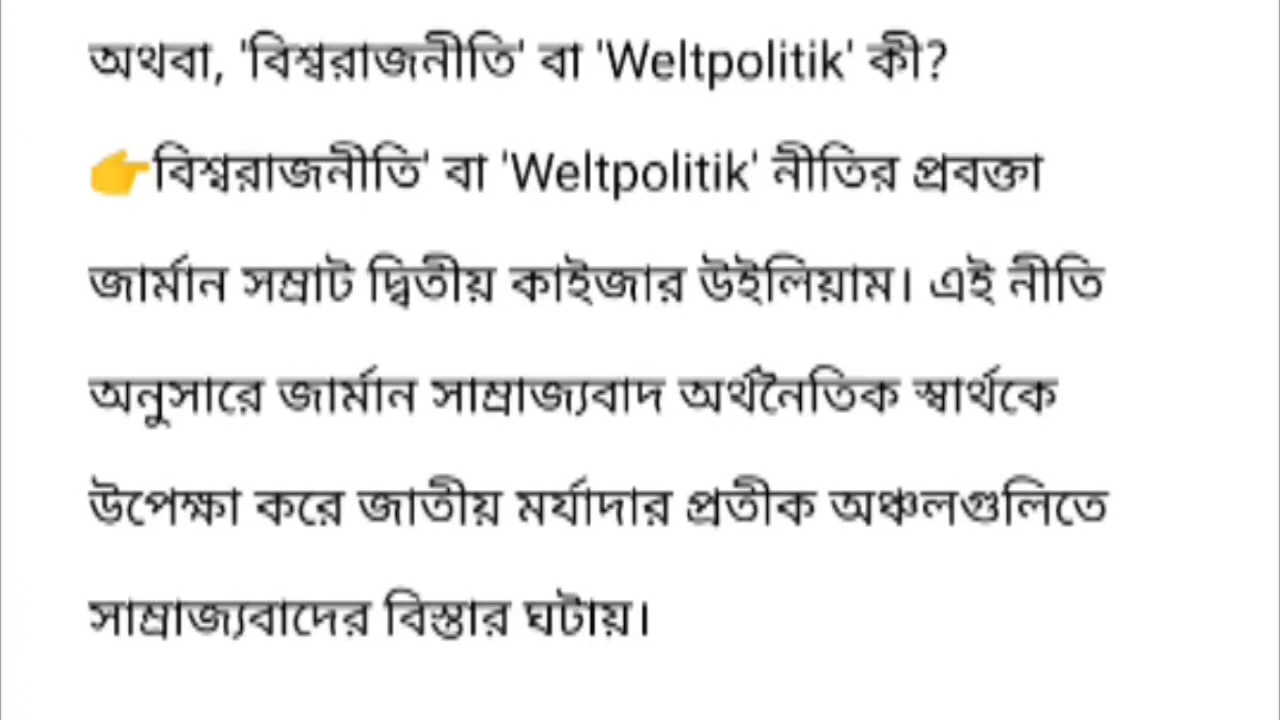 অথবা, 'বিশ্বরাজনীতি' বা 'Weltpolitik' কী?
👉বিশ্বরাজনীতি' বা 'Weltpolitik' নীতির প্রবক্তা
জার্মান সম্রাট দ্বিতীয় কাইজার উইলিয়াম। এই নীতি
অনুসারে জার্মান সাম্রাজ্যবাদ অর্থনৈতিক স্বার্থকে
উপেক্ষা করে জাতীয় মর্যাদার প্রতীক অঞ্চলগুলিতে
সাম্রাজ্যবাদের বিস্তার ঘটায়।